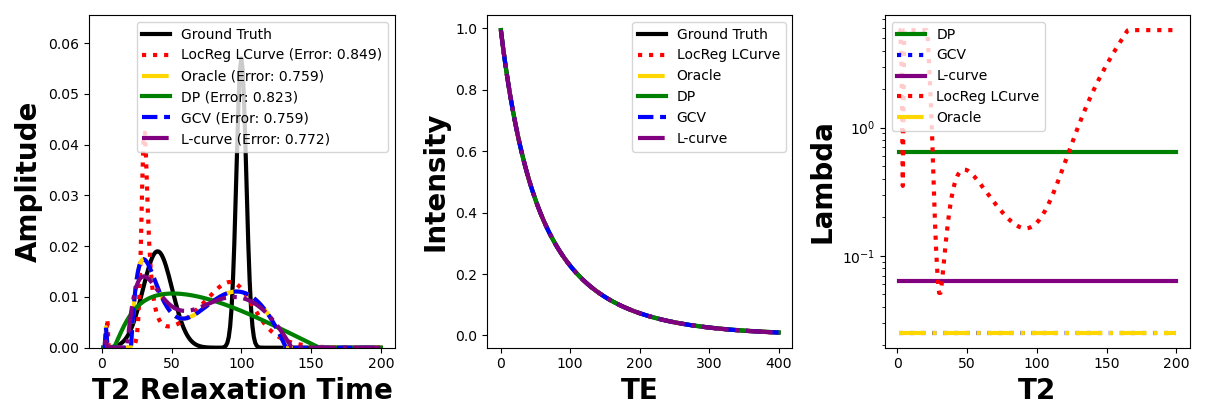 Amplitude
0.06
0.05
0.04
0.03
0.02
0.01
0.00
0
50
100
150
200
T2 Relaxation Time
Ground Truth
LocReg LCurve (Error: 0.849)
Oracle (Error: 0.759)
DP (Error: 0.823)
GCV (Error: 0.759)
L-curve (Error: 0.772)
Intensity
1.0
0.8
0.6
0.4
0.2
0.0
0
100
200
300
400
TE
Ground Truth
LocReg LCurve
Oracle
DP
GCV
L-curve
Lambda
10⁰
10⁻¹
0
50
100
150
200
T2
DP
GCV
L-curve
LocReg LCurve
Oracle